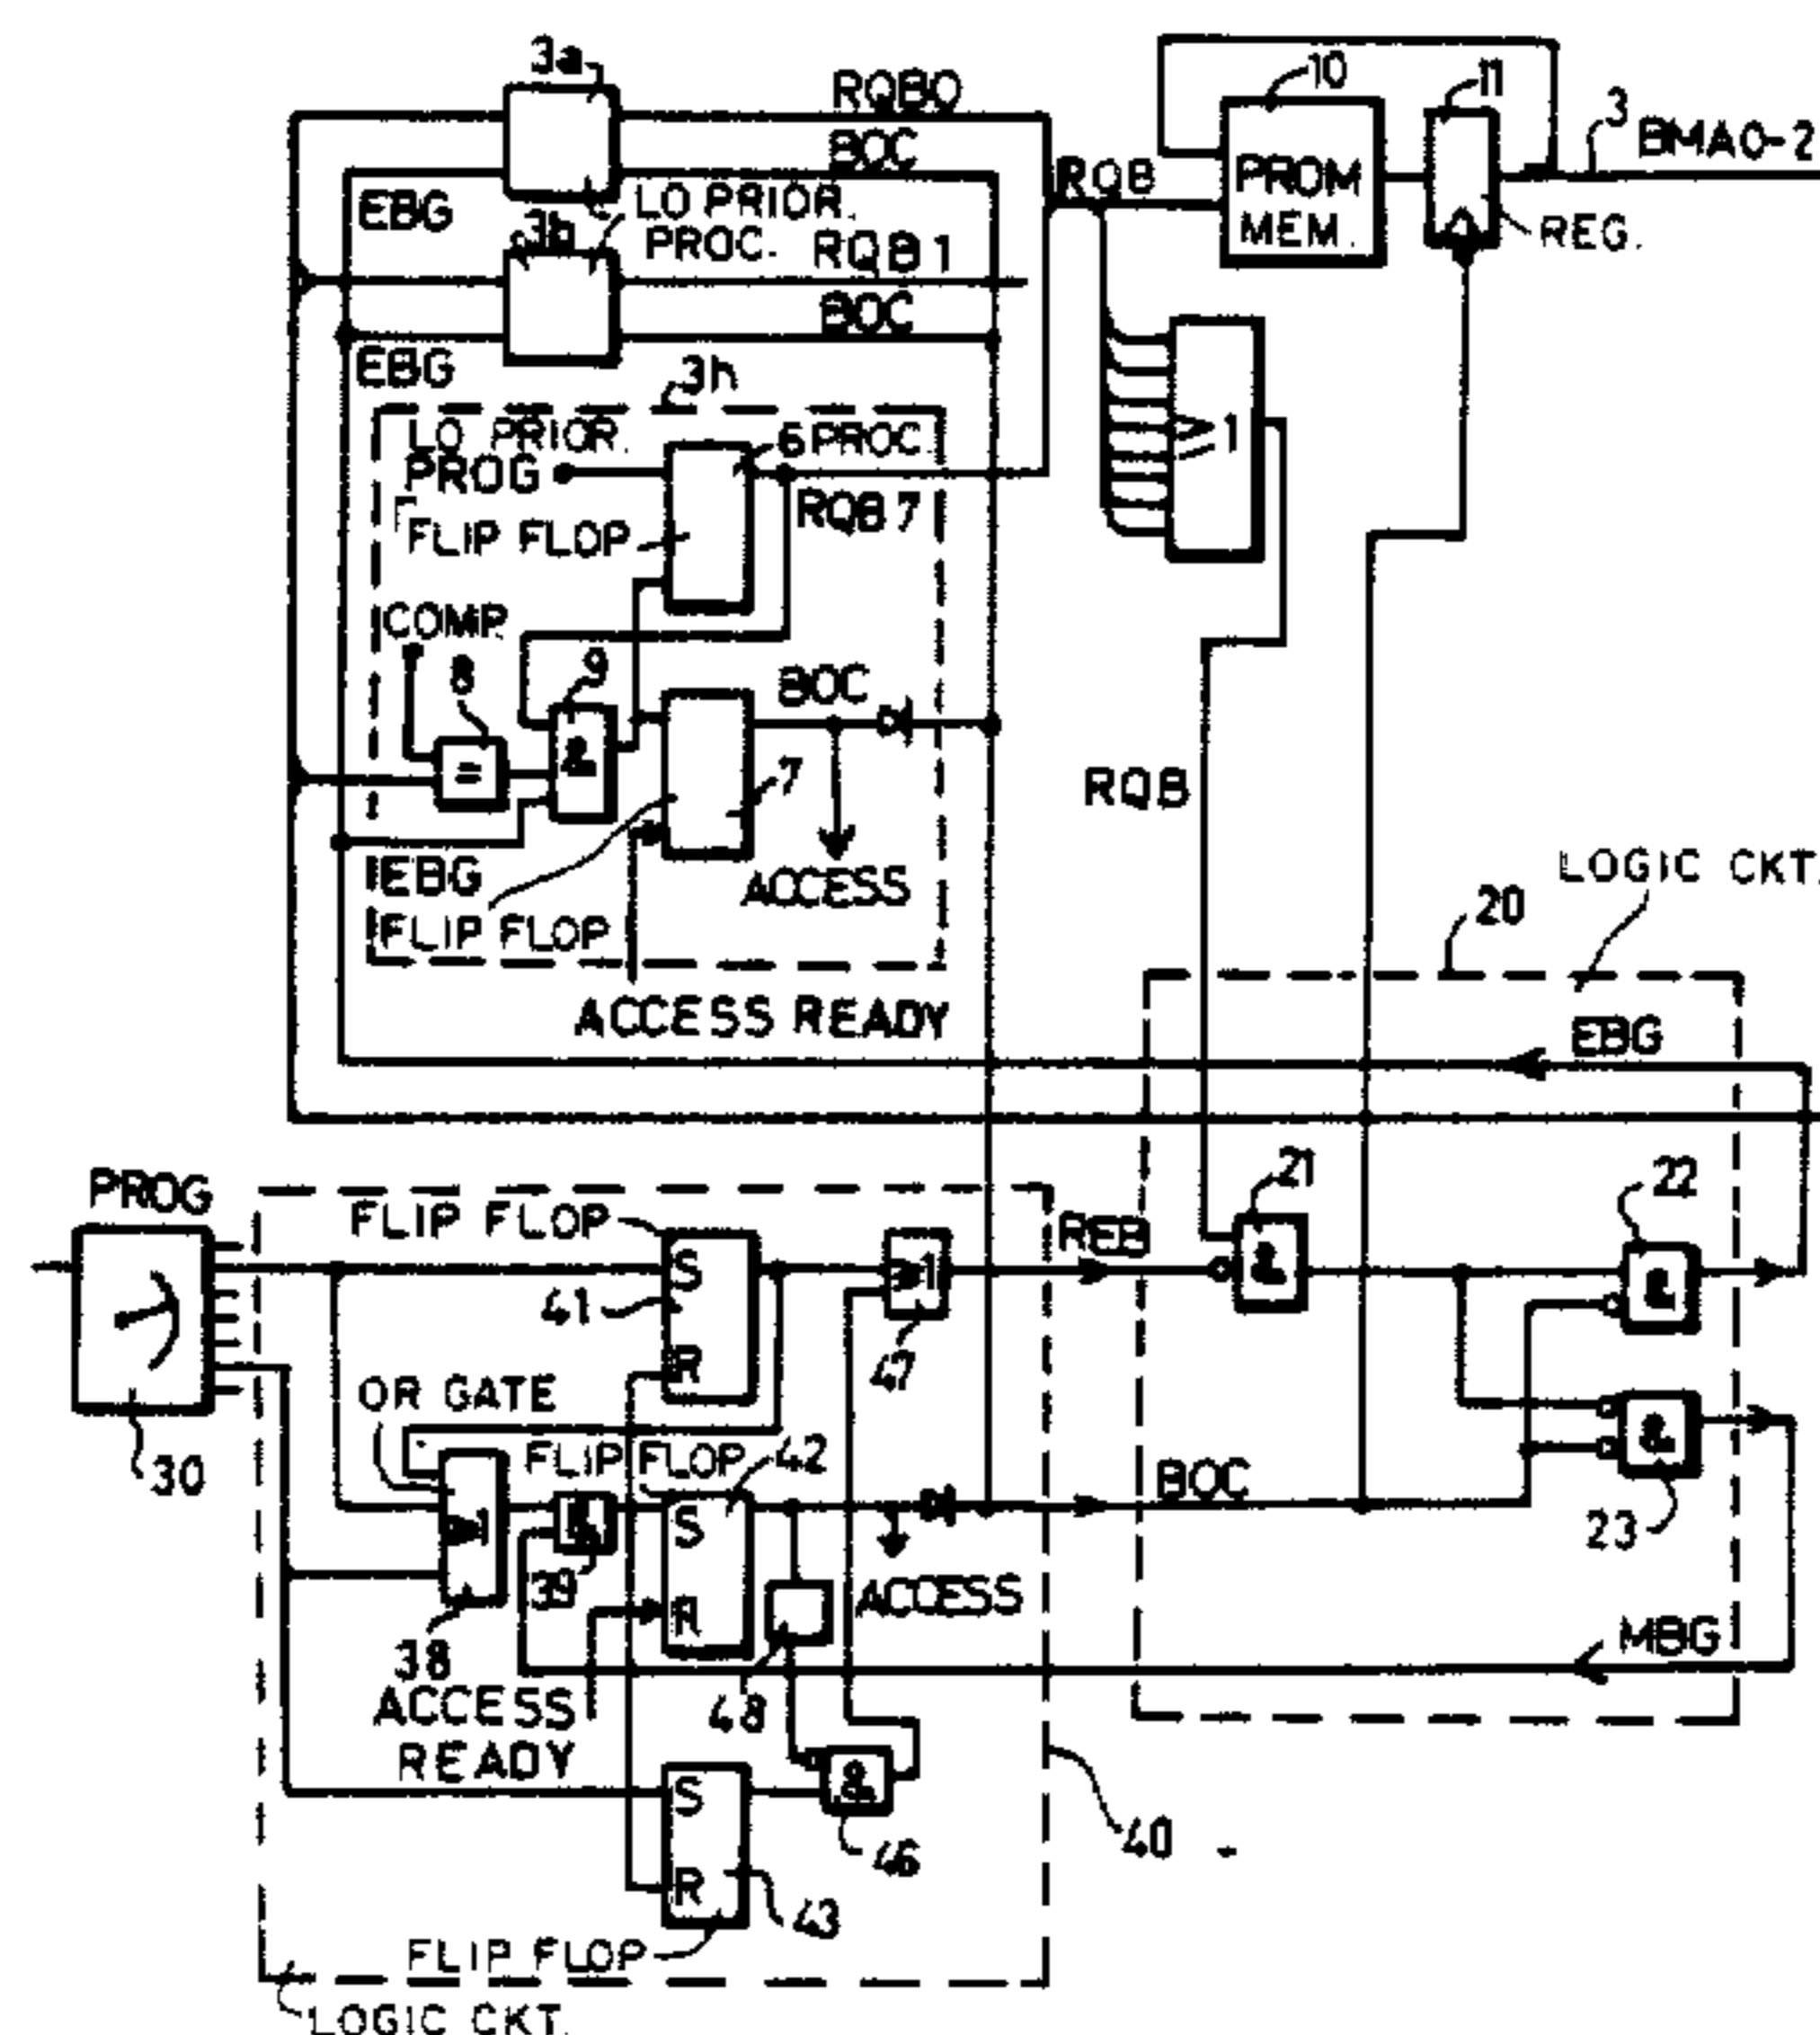 3a
RQB0
BOC
EBG
LO PRIOR.
PROC.
3b
RQB1
BOC
EBG
RQB
10
PROM
MEM.
11
REG.
3
BMA0-2
≥1
3h
LO PRIOR.
6 PROC.
PROG
FLIP FLOP
RQB7
COMP.
8
=
9
&
BOC
7
EBG
FLIP FLOP
ACCESS
ACCESS READY
RQB
LOGIC CKT.
20
EBG
PROG
30
FLIP FLOP
S
41
R
≥1
47
REB
21
&
22
&
OR GATE
≥1
38
FLIP FLOP
42
&
39
S
R
ACCESS
48
BOC
&
23
MBG
ACCESS
READY
S
R
&
46
43
40
FLIP FLOP
LOGIC CKT.